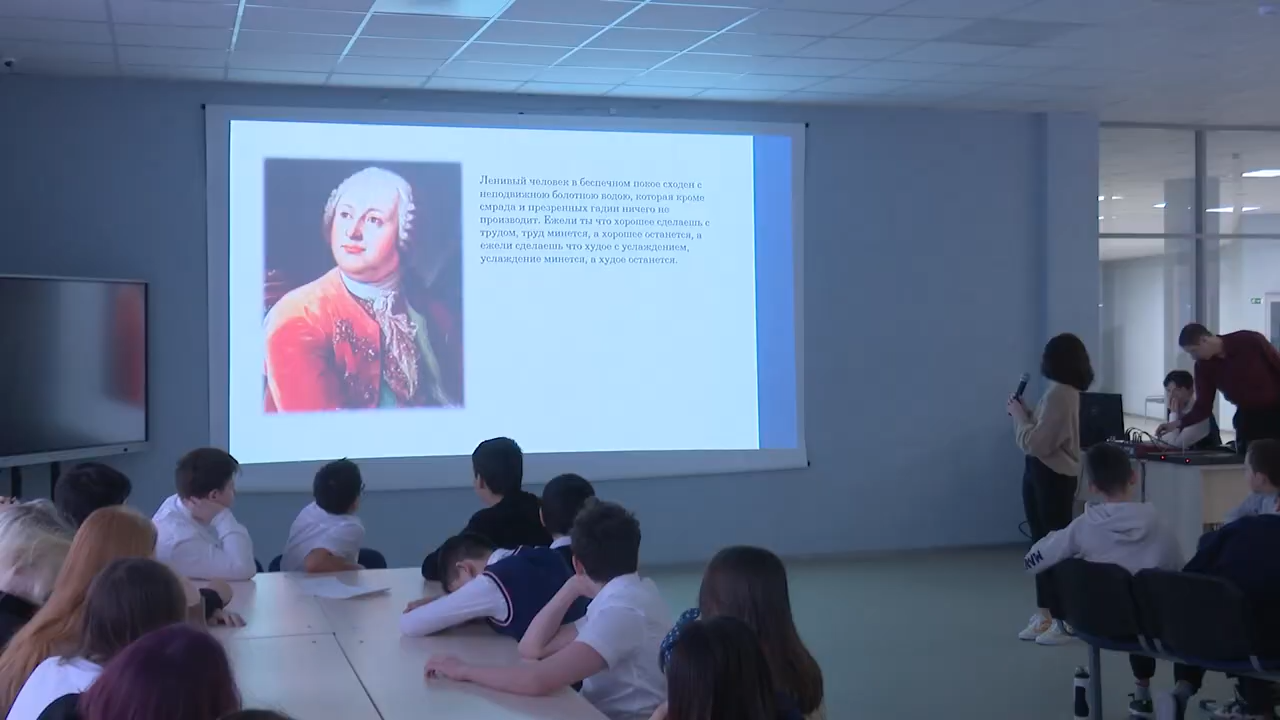 Ленивый человек в беспечном покое сходен с
неподвижною болотною водою, которая кроме
смрада и презренных гадин ничего не
производит. Ежели ты что хорошее сделаешь с
трудом, труд минется, а хорошее останется, а
ежели сделаешь что худое с услаждением,
услаждение минется, а худое останется.